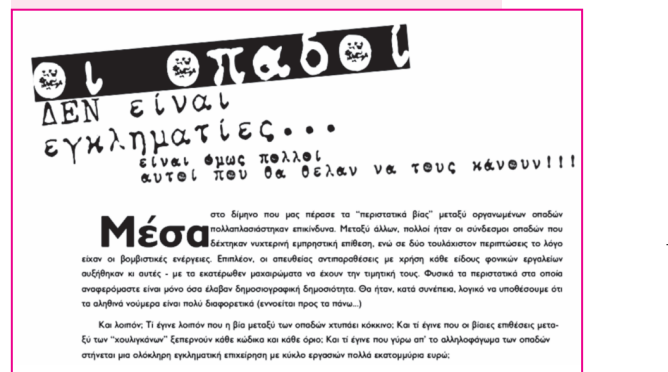 οι οπαδοί
ΔΕΝ είναι
εγκληματίες...
είναι όμως πολλοί
αυτοί που θα θέλαν να τους κάνουν!!!
Μέσα στο δίμηνο που μας πέρασε τα “περιστατικά βίας” μεταξύ οργανωμένων οπαδών
πολλαπλασιάστηκαν επικίνδυνα. Μεταξύ άλλων, πολλοί ήταν οι σύνδεσμοι οπαδών που
δέχτηκαν νυχτερινή εμπρηστική επίθεση, ενώ σε δύο τουλάχιστον περιπτώσεις το λόγο
είχαν οι βομβιστικές ενέργειες. Επιπλέον, οι απευθείας αντιπαραθέσεις με χρήση κάθε είδους φονικών εργαλείων
αυξήθηκαν κι αυτές - με τα εκατέρωθεν μαχαιρώματα να έχουν την τιμητική τους. Φυσικά τα περιστατικά στα οποία
αναφερόμαστε είναι μόνο όσα έλαβαν δημοσιογραφική δημοσιότητα. Θα ήταν, κατά συνέπεια, λογικό να υποθέσουμε ότι
τα αληθινά νούμερα είναι πολύ διαφορετικά (εννοείται προς τα πάνω...)
Και λοιπόν; Τί έγινε λοιπόν που η βία μεταξύ των οπαδών χτυπάει κόκκινο; Και τί έγινε που οι βίαιες επιθέσεις μετα-
ξύ των “χουλιγκάνων” ξεπερνούν κάθε κώδικα και κάθε όριο; Και τί έγινε που γύρω απ’ το αλληλοφάγωμα των οπαδών
στήνεται μια ολόκληρη εγκληματική επιχείρηση με κύκλο εργασιών πολλά εκατομμύρια ευρώ;